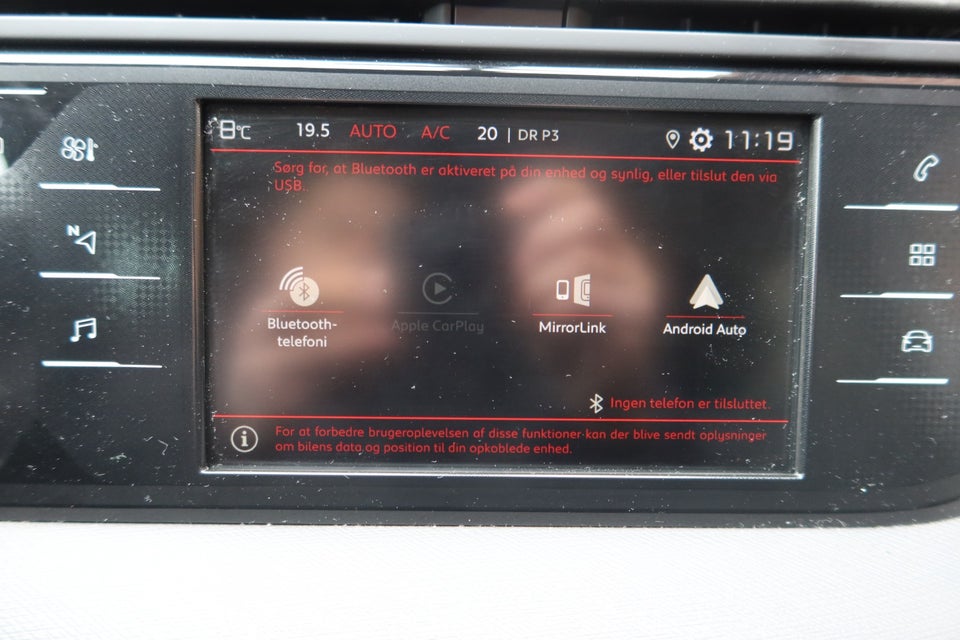 8°C 19.5 AUTO A/C 20 | DR P3 11:19
Sørg for, at Bluetooth er aktiveret på din enhed og synlig, eller tilslut den via
USB.
Bluetooth-
telefoni
Apple CarPlay
MirrorLink
Android Auto
Ingen telefon er tilsluttet.
For at forbedre brugeroplevelsen af disse funktioner kan der blive sendt oplysninger
om bilens data og position til din opkoblede enhed.
N